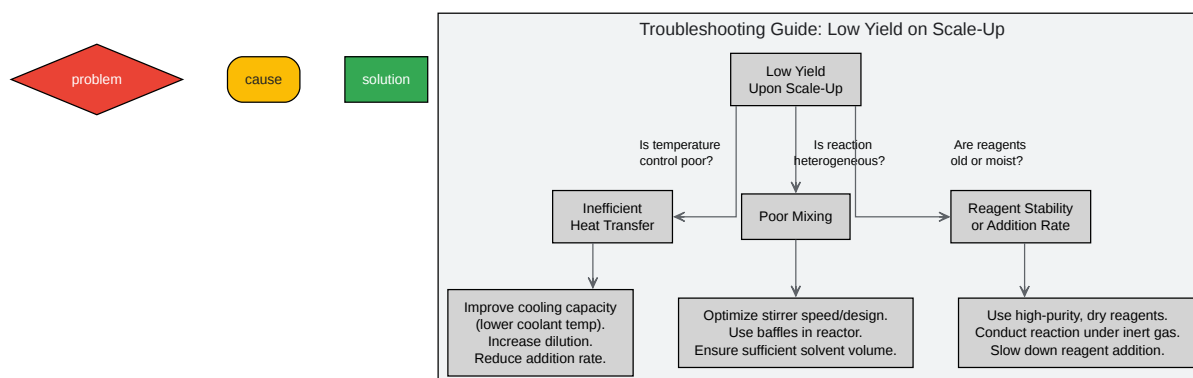 Troubleshooting Guide: Low Yield on Scale-Up
problem
cause
solution
Low Yield
Upon Scale-Up
Is temperature
control poor?
Is reaction
heterogeneous?
Are reagents
old or moist?
Inefficient
Heat Transfer
Poor Mixing
Reagent Stability
or Addition Rate
Improve cooling capacity
(lower coolant temp).
Increase dilution.
Reduce addition rate.
Optimize stirrer speed/design.
Use baffles in reactor.
Ensure sufficient solvent volume.
Use high-purity, dry reagents.
Conduct reaction under inert gas.
Slow down reagent addition.